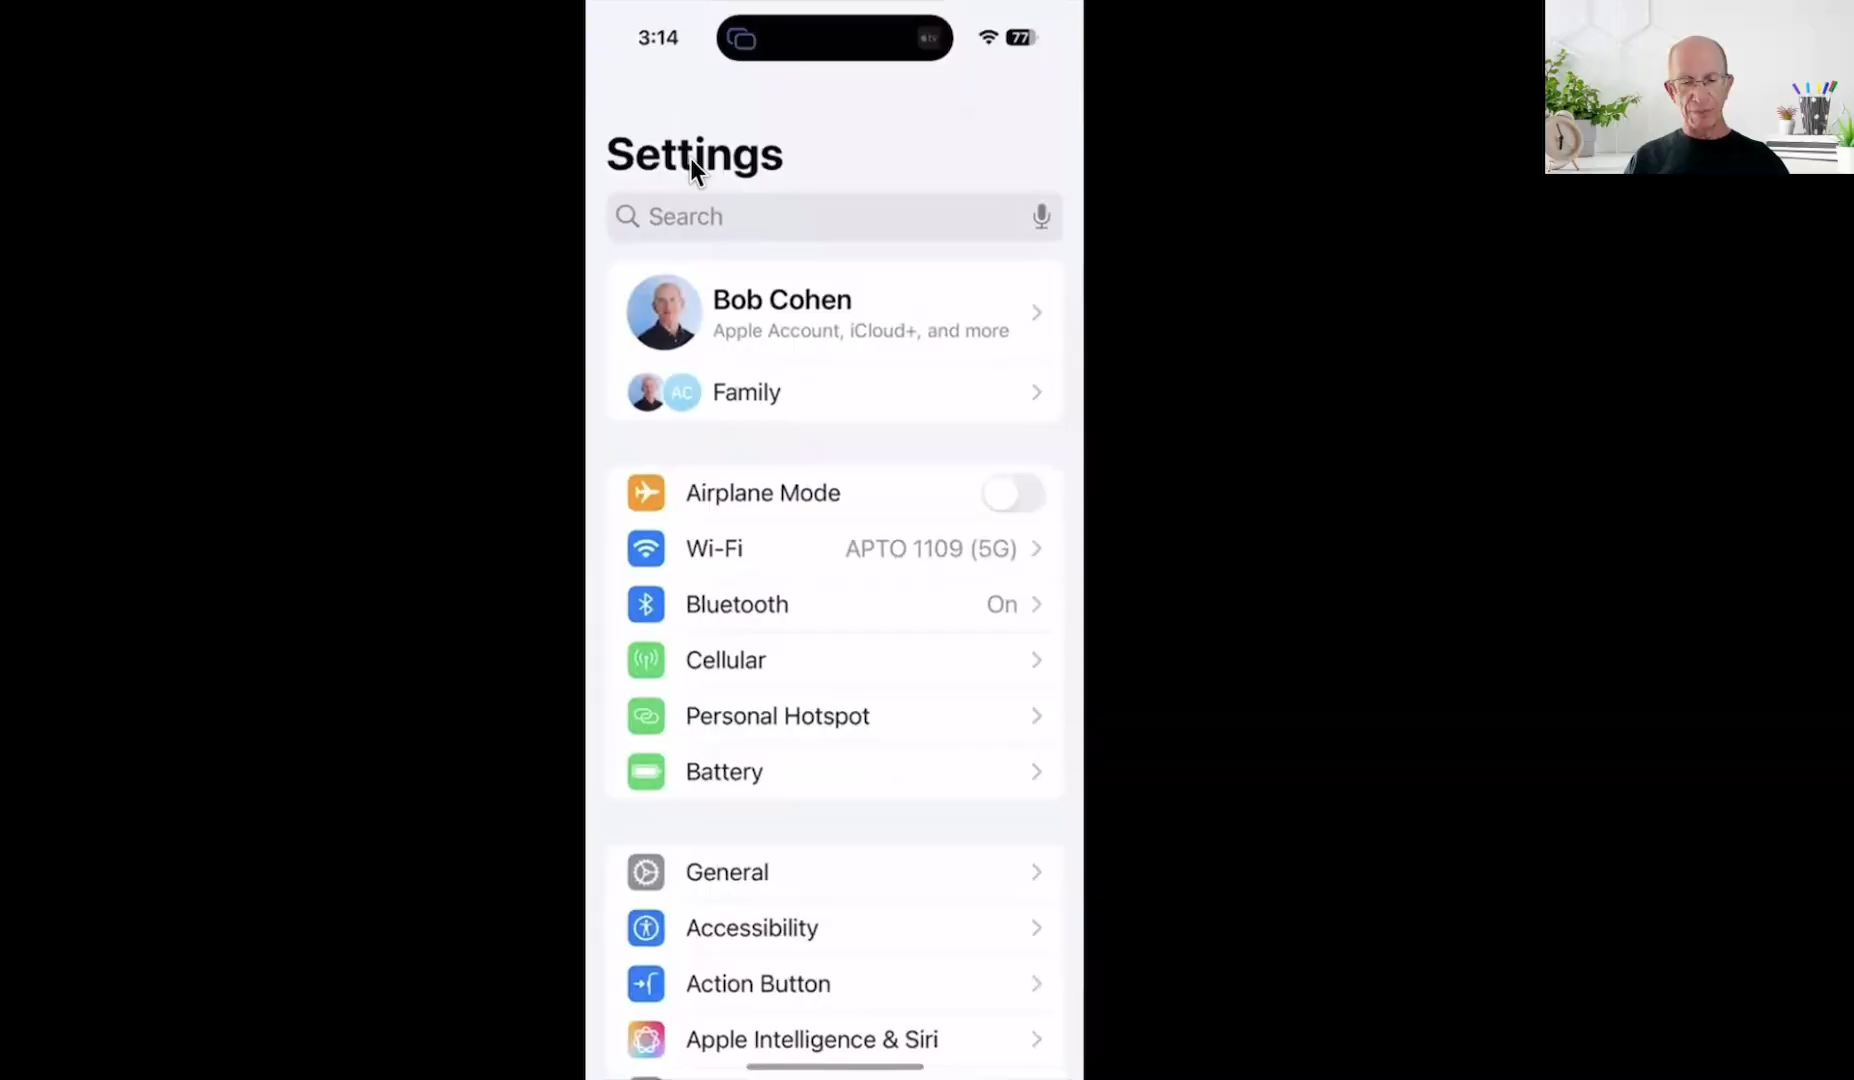 3:14
tv
77
Settings
Search
Bob Cohen
Apple Account, iCloud+, and more
AC Family
Airplane Mode
Wi-Fi APTO 1109 (5G)
Bluetooth On
Cellular
Personal Hotspot
Battery
General
Accessibility
Action Button
Apple Intelligence & Siri